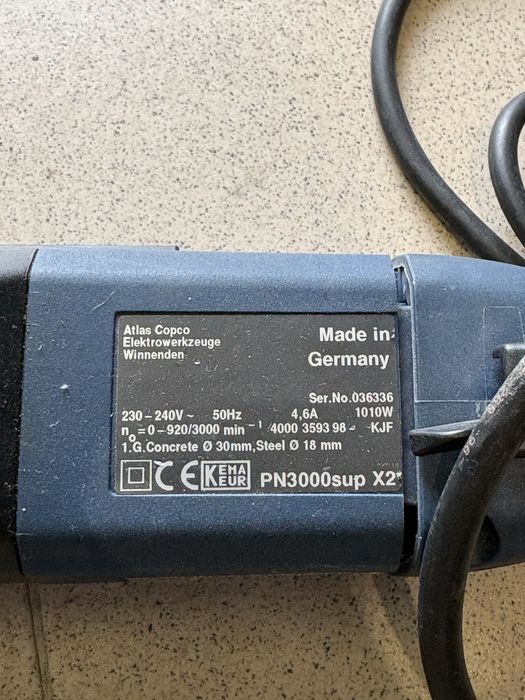 Atlas Copco
Elektrowerkzeuge
Winnenden
Made in
Germany
Ser.No.036336
230-240V~ 50Hz 4,6A 1010W
no=0-920/3000 min⁻¹ 4000 3593 98- KJF
1.G.Concrete Ø 30mm,Steel Ø 18 mm
CE KEMA KEUR PN3000sup X2